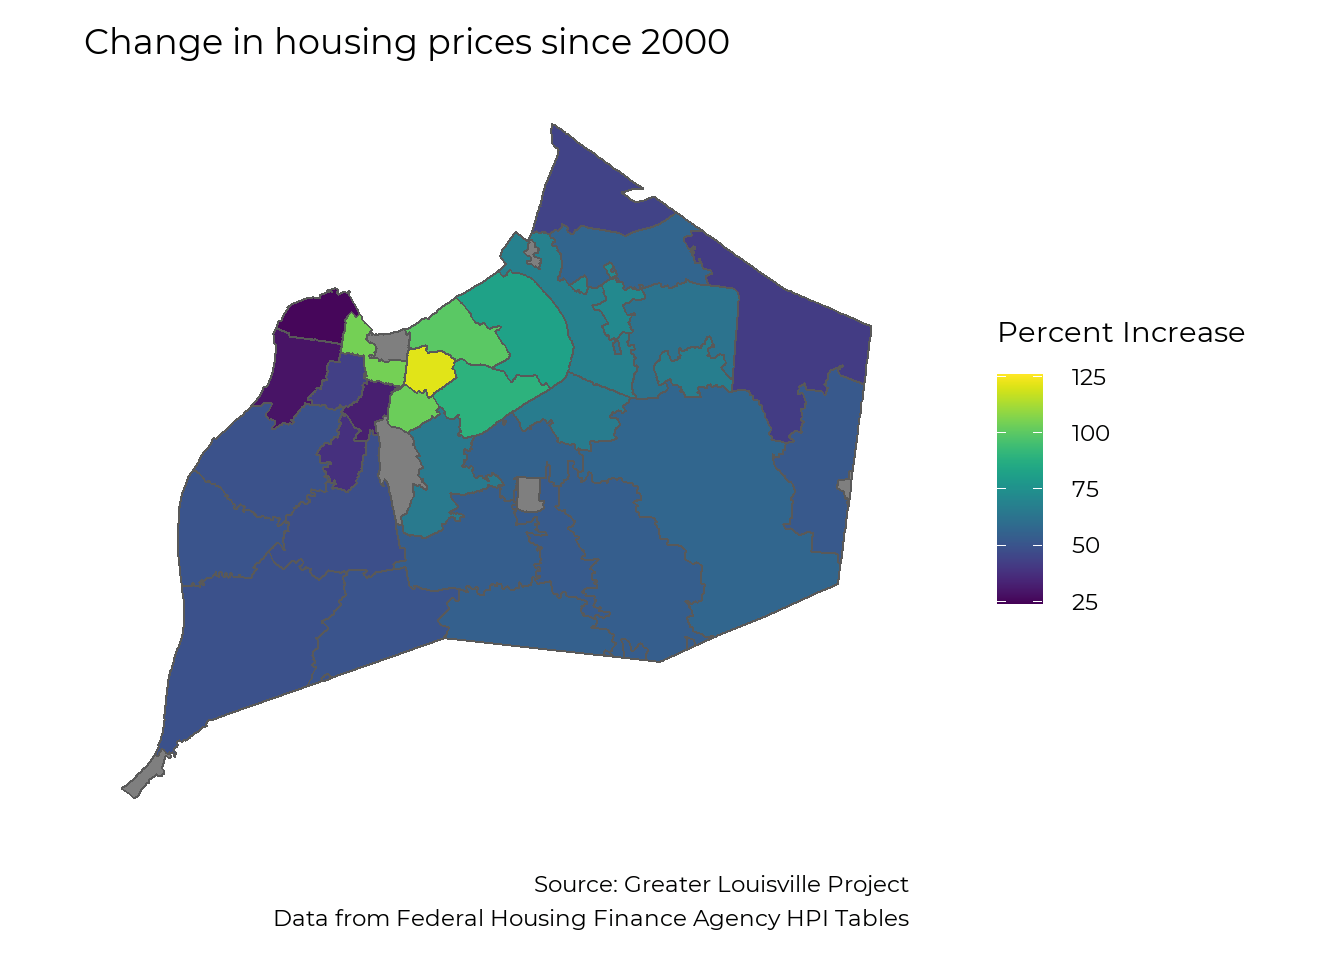 Change in housing prices since 2000
Percent Increase
125
100
75
50
25
Source: Greater Louisville Project
Data from Federal Housing Finance Agency HPI Tables